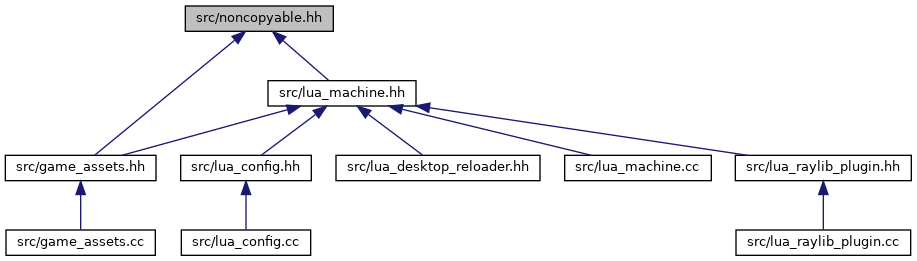 src/noncopyable.hh
src/lua_machine.hh
src/game_assets.hh
src/lua_config.hh
src/lua_desktop_reloader.hh
src/lua_machine.cc
src/lua_raylib_plugin.hh
src/game_assets.cc
src/lua_config.cc
src/lua_raylib_plugin.cc